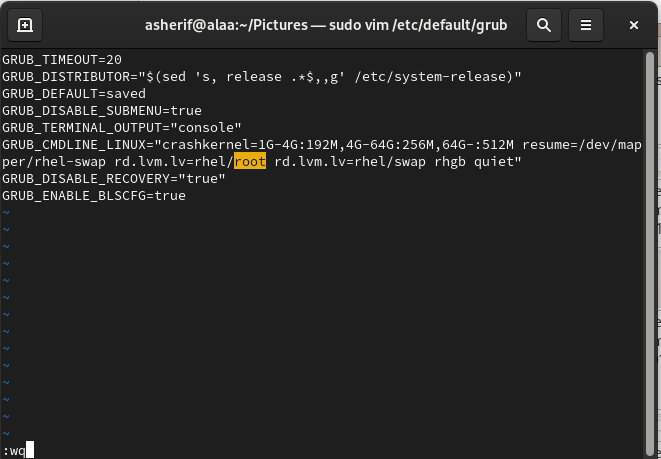 asherif@alaa:~/Pictures — sudo vim /etc/default/grub
GRUB_TIMEOUT=20
GRUB_DISTRIBUTOR="$(sed 's, release .*$,,g' /etc/system-release)"
GRUB_DEFAULT=saved
GRUB_DISABLE_SUBMENU=true
GRUB_TERMINAL_OUTPUT="console"
GRUB_CMDLINE_LINUX="crashkernel=1G-4G:192M,4G-64G:256M,64G-:512M resume=/dev/map
per/rhel-swap rd.lvm.lv=rhel/root rd.lvm.lv=rhel/swap rhgb quiet"
GRUB_DISABLE_RECOVERY="true"
GRUB_ENABLE_BLSCFG=true
~
~
~
~
~
~
~
~
~
~
~
~
~
~
:wq